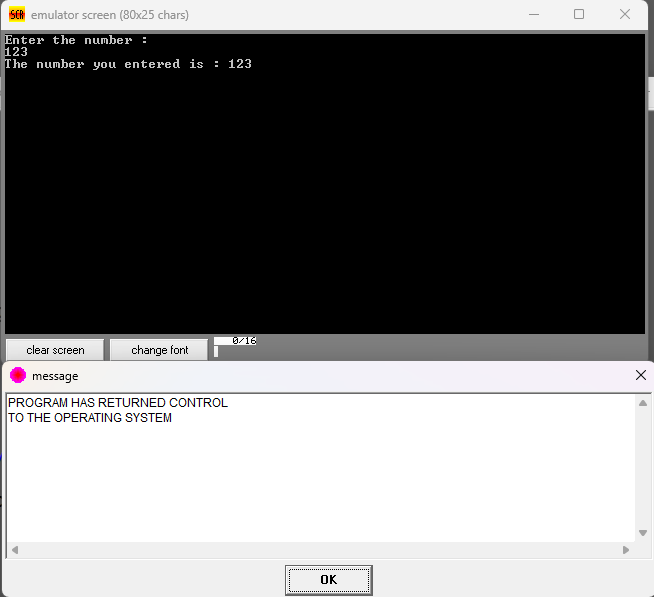 SCR emulator screen (80x25 chars)
Enter the number :
123
The number you entered is : 123
clear screen change font 0/16
message
PROGRAM HAS RETURNED CONTROL
TO THE OPERATING SYSTEM
OK